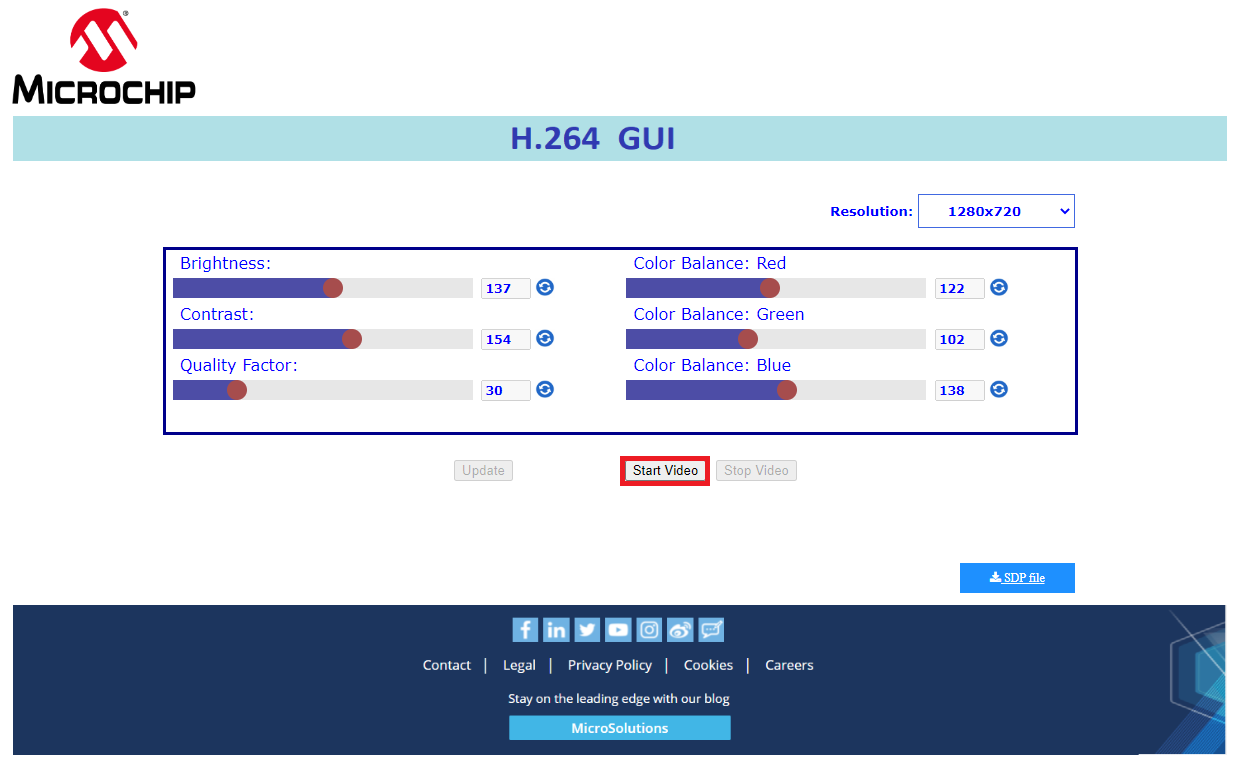 MICROCHIP
H.264 GUI
Resolution: 1280x720
Brightness:
137
Contrast:
154
Quality Factor:
30
Color Balance: Red
122
Color Balance: Green
102
Color Balance: Blue
138
Update Start Video Stop Video
SDP file
Contact | Legal | Privacy Policy | Cookies | Careers
Stay on the leading edge with our blog
MicroSolutions